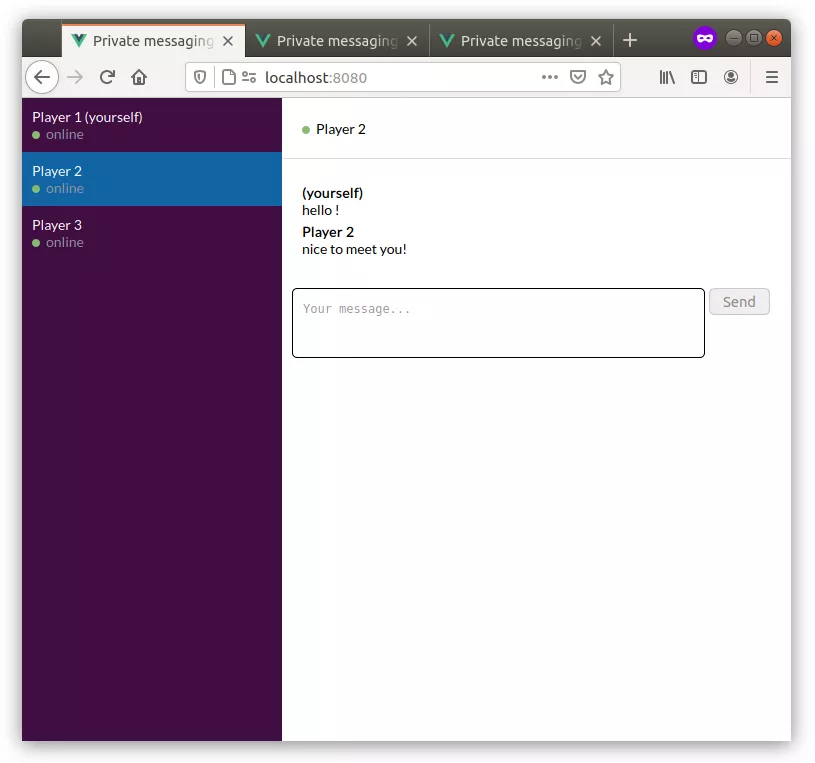 Private messaging
Private messaging
Private messaging
localhost:8080
Player 1 (yourself)
online
Player 2
online
Player 3
online
Player 2
(yourself)
hello !
Player 2
nice to meet you!
Your message...
Send